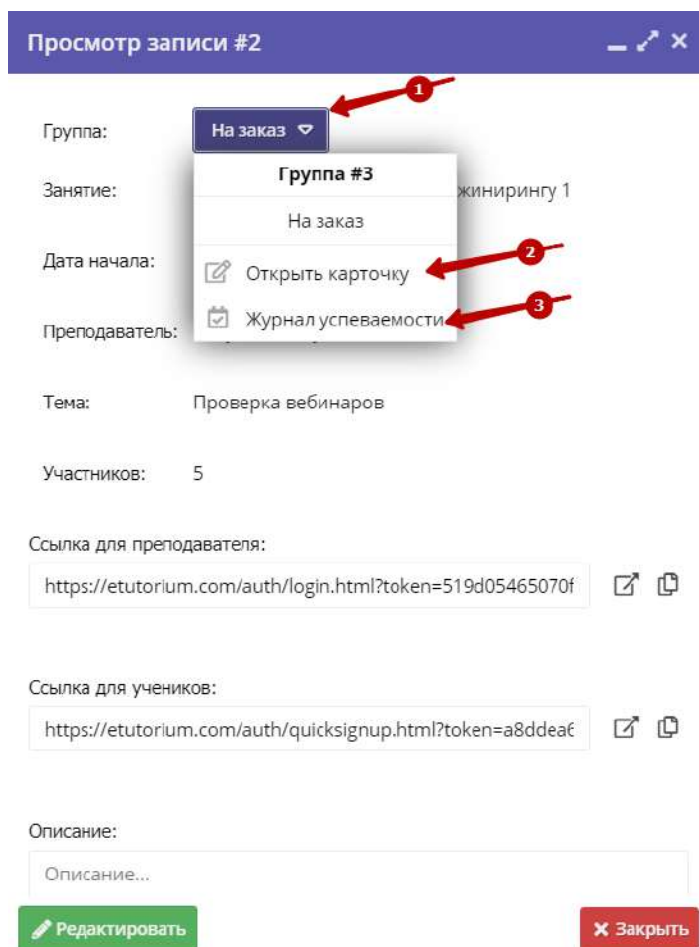 Просмотр записи #2
1
Группа:
На заказ
Группа #3
Занятие:
жинирингу 1
На заказ
2
Дата начала:
Открыть карточку
3
Журнал успеваемости
Преподаватель:
Тема:
Проверка вебинаров
Участников:
5
Ссылка для преподавателя:
https://etutorium.com/auth/login.html?token=519d05465070f
Ссылка для учеников:
https://etutorium.com/auth/quicksignup.html?token=a8ddea6
Описание:
Описание...
Редактировать
Закрыть